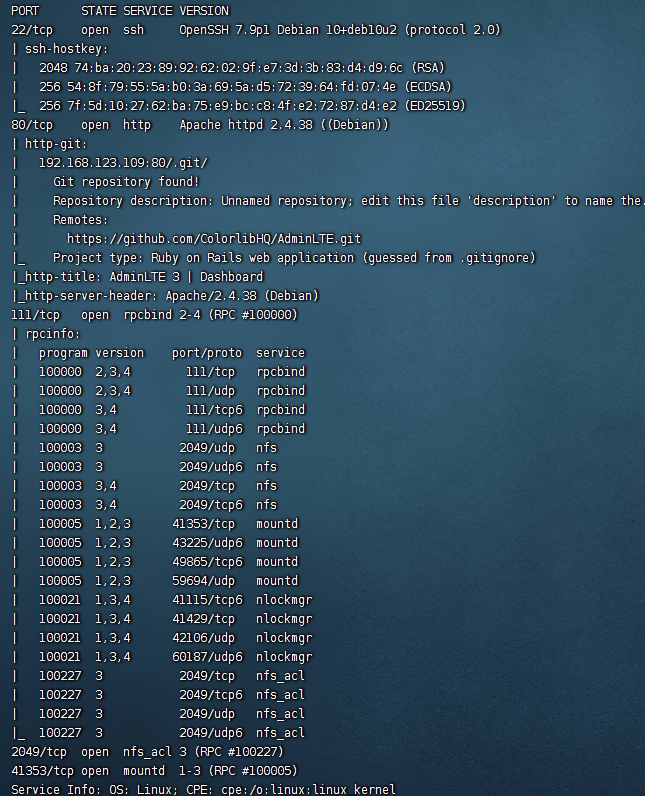 PORT      STATE SERVICE VERSION
22/tcp    open  ssh     OpenSSH 7.9p1 Debian 10+deb10u2 (protocol 2.0)
| ssh-hostkey:
|   2048 74:ba:20:23:89:92:62:02:9f:e7:3d:3b:83:d4:d9:6c (RSA)
|   256 54:8f:79:55:5a:b0:3a:69:5a:d5:72:39:64:fd:07:4e (ECDSA)
|_  256 7f:5d:10:27:62:ba:75:e9:bc:c8:4f:e2:72:87:d4:e2 (ED25519)
80/tcp    open  http    Apache httpd 2.4.38 ((Debian))
| http-git:
|   192.168.123.109:80/.git/
|     Git repository found!
|     Repository description: Unnamed repository; edit this file 'description' to name the.
|     Remotes:
|       https://github.com/ColorlibHQ/AdminLTE.git
|_    Project type: Ruby on Rails web application (guessed from .gitignore)
|_http-title: AdminLTE 3 | Dashboard
|_http-server-header: Apache/2.4.38 (Debian)
111/tcp   open  rpcbind 2-4 (RPC #100000)
| rpcinfo:
|   program version    port/proto  service
|   100000  2,3,4        111/tcp   rpcbind
|   100000  2,3,4        111/udp   rpcbind
|   100000  3,4          111/tcp6  rpcbind
|   100000  3,4          111/udp6  rpcbind
|   100003  3           2049/udp   nfs
|   100003  3           2049/udp6  nfs
|   100003  3,4         2049/tcp   nfs
|   100003  3,4         2049/tcp6  nfs
|   100005  1,2,3      41353/tcp   mountd
|   100005  1,2,3      43225/udp6  mountd
|   100005  1,2,3      49865/tcp6  mountd
|   100005  1,2,3      59694/udp   mountd
|   100021  1,3,4      41115/tcp6  nlockmgr
|   100021  1,3,4      41429/tcp   nlockmgr
|   100021  1,3,4      42106/udp   nlockmgr
|   100021  1,3,4      60187/udp6  nlockmgr
|   100227  3           2049/tcp   nfs_acl
|   100227  3           2049/tcp6  nfs_acl
|   100227  3           2049/udp   nfs_acl
|_  100227  3           2049/udp6  nfs_acl
2049/tcp  open  nfs_acl 3 (RPC #100227)
41353/tcp open  mountd  1-3 (RPC #100005)
Service Info: OS: Linux; CPE: cpe:/o:linux:linux_kernel